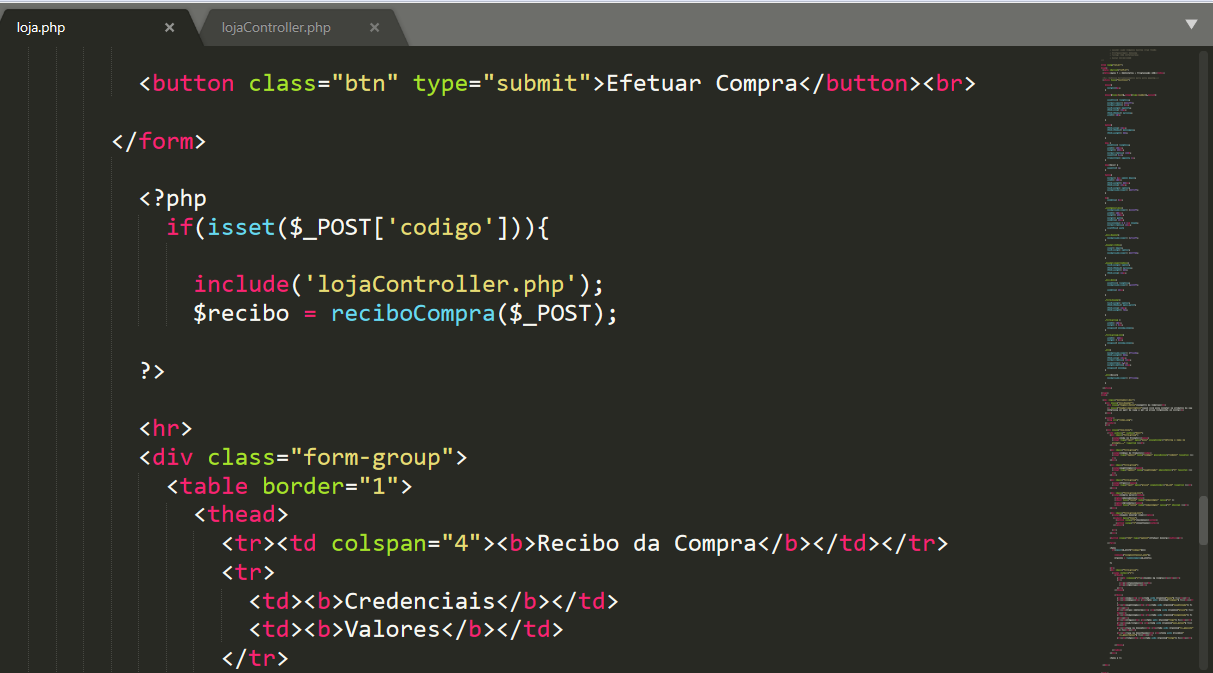 loja.php × lojaController.php ×
<button class="btn" type="submit">Efetuar Compra</button><br>
</form>
<?php
if(isset($_POST['codigo'])){
include('lojaController.php');
$recibo = reciboCompra($_POST);
?>
<hr>
<div class="form-group">
<table border="1">
<thead>
<tr><td colspan="4"><b>Recibo da Compra</b></td></tr>
<tr>
<td><b>Credenciais</b></td>
<td><b>Valores</b></td>
</tr>